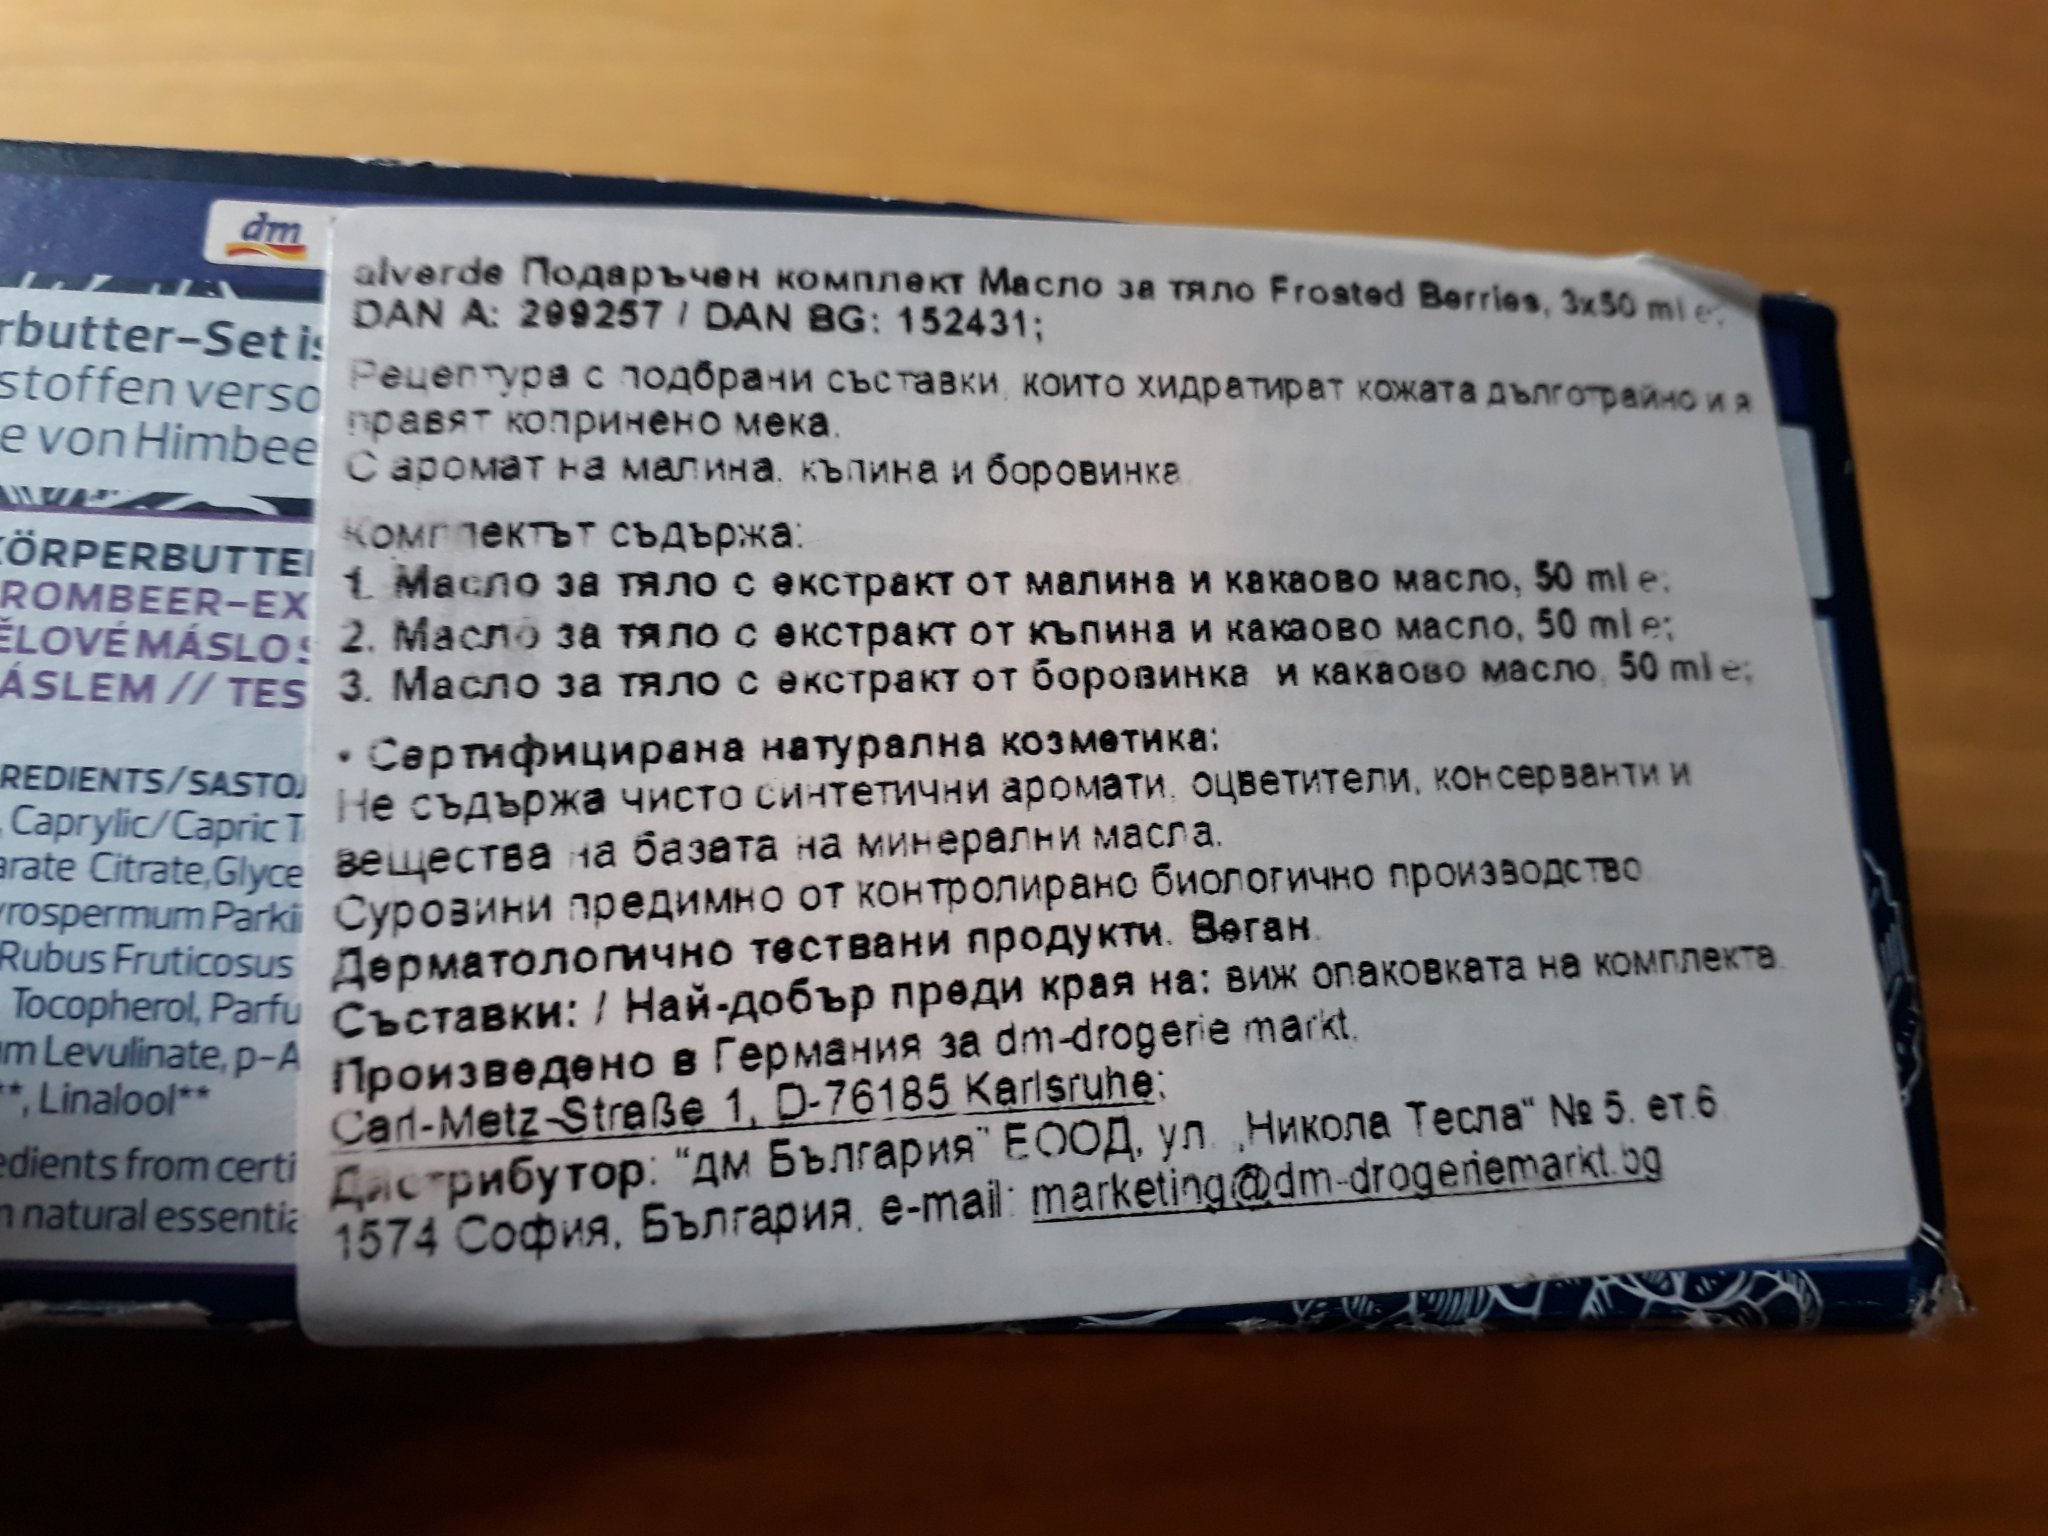 dm
rbutter-Set is
stoffen verso
e von Himbee
KÖRPERBUTTE
ROMBEER-EX
ĚLOVÉ MÁSLO S
ÁSLEM // TES
REDIENTS/SASTOJ
, Caprylic/Capric T
arate Citrate, Glyce
yrospermum Parkii
Rubus Fruticosus
Tocopherol, Parfu
um Levulinate, p-A
**, Linalool**
edients from certi
n natural essentia
alverde Подаръчен комплект Масло за тяло Frosted Berries, 3x50 ml e;
DAN A: 299257 / DAN BG: 152431;
Рецептура с подбрани съставки, които хидратират кожата дълготрайно и я
правят копринено мека.
С аромат на малина, къпина и боровинка.
Комплектът съдържа:
1. Масло за тяло с екстракт от малина и какаово масло, 50 ml e;
2. Масло за тяло с екстракт от къпина и какаово масло, 50 ml e;
3. Масло за тяло с екстракт от боровинка и какаово масло, 50 ml e;
• Сертифицирана натурална козметика:
Не съдържа чисто синтетични аромати, оцветители, консерванти и
вещества на базата на минерални масла.
Суровини предимно от контролирано биологично производство.
Дерматологично тествани продукти. Веган.
Съставки: / Най-добър преди края на: виж опаковката на комплекта.
Произведено в Германия за dm-drogerie markt,
Carl-Metz-Straße 1, D-76185 Karlsruhe;
Дистрибутор: "дм България" ЕООД, ул. „Никола Тесла" № 5, ет.6,
1574 София, България, e-mail: marketing@dm-drogeriemarkt.bg